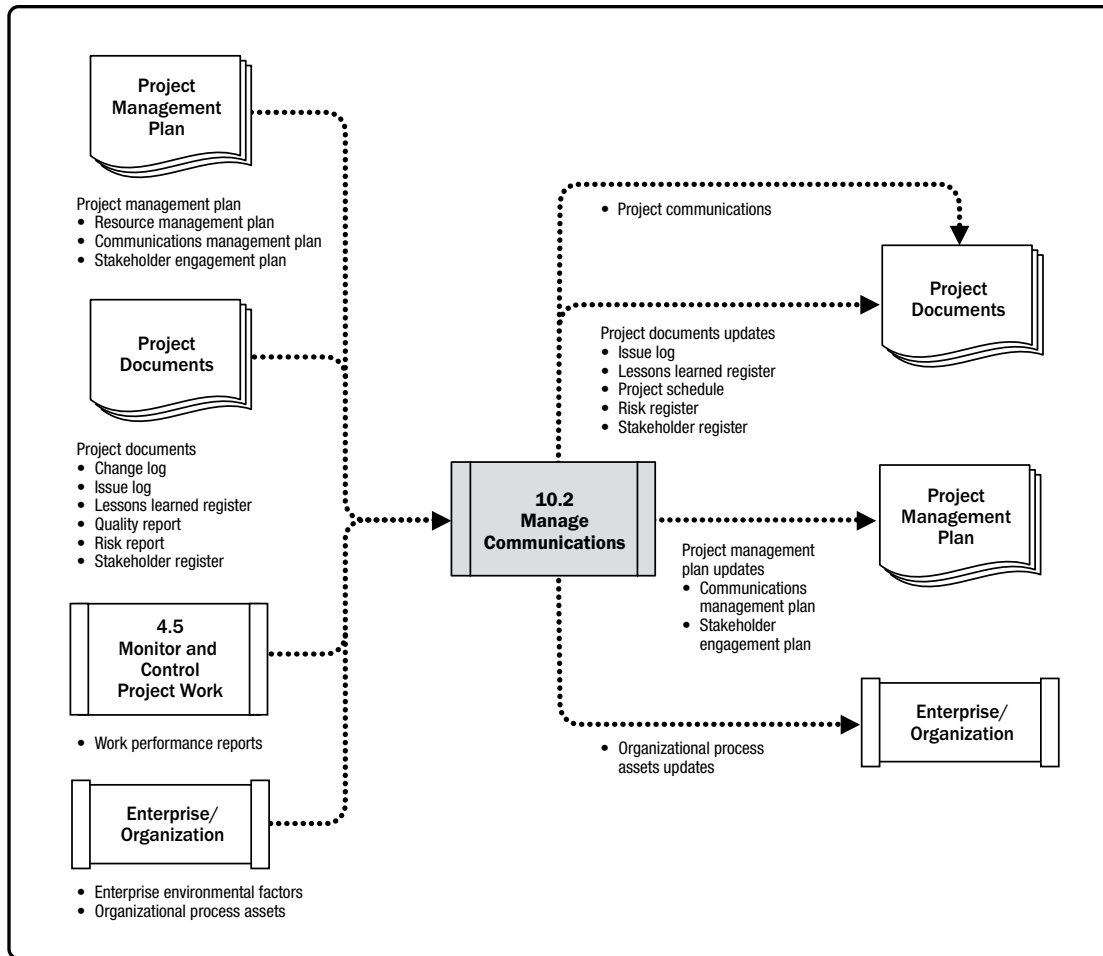 Project
Management
Plan
Project management plan
• Resource management plan
• Communications management plan
• Stakeholder engagement plan
Project
Documents
Project documents
• Change log
• Issue log
• Lessons learned register
• Quality report
• Risk report
• Stakeholder register
4.5
Monitor and
Control
Project Work
• Work performance reports
Enterprise/
Organization
• Enterprise environmental factors
• Organizational process assets
10.2
Manage
Communications
• Project communications
Project
Documents
Project documents updates
• Issue log
• Lessons learned register
• Project schedule
• Risk register
• Stakeholder register
Project
Management
Plan
Project management
plan updates
• Communications
management plan
• Stakeholder
engagement plan
Enterprise/
Organization
• Organizational process
assets updates